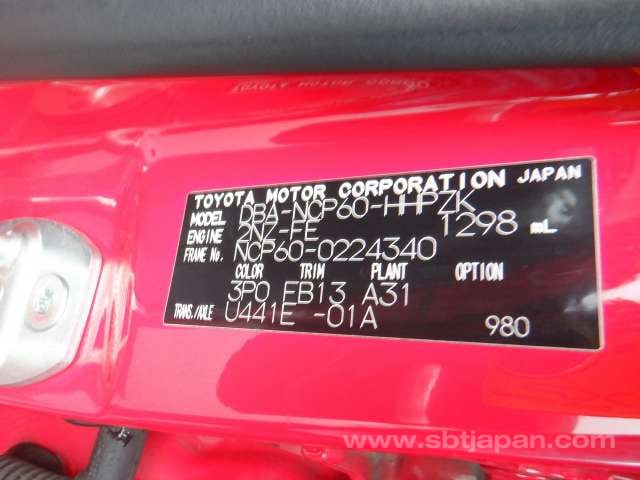 TOYOTA MOTOR CORPORATION JAPAN
MODEL DBA-NCP60-HHPZK
ENGINE 2NZ-FE 1298 mL
FRAME No. NCP60-0224340
COLOR TRIM PLANT OPTION
3P0 EB13 A31
TRANS./AXLE U441E -01A 980
www.sbtjapan.com